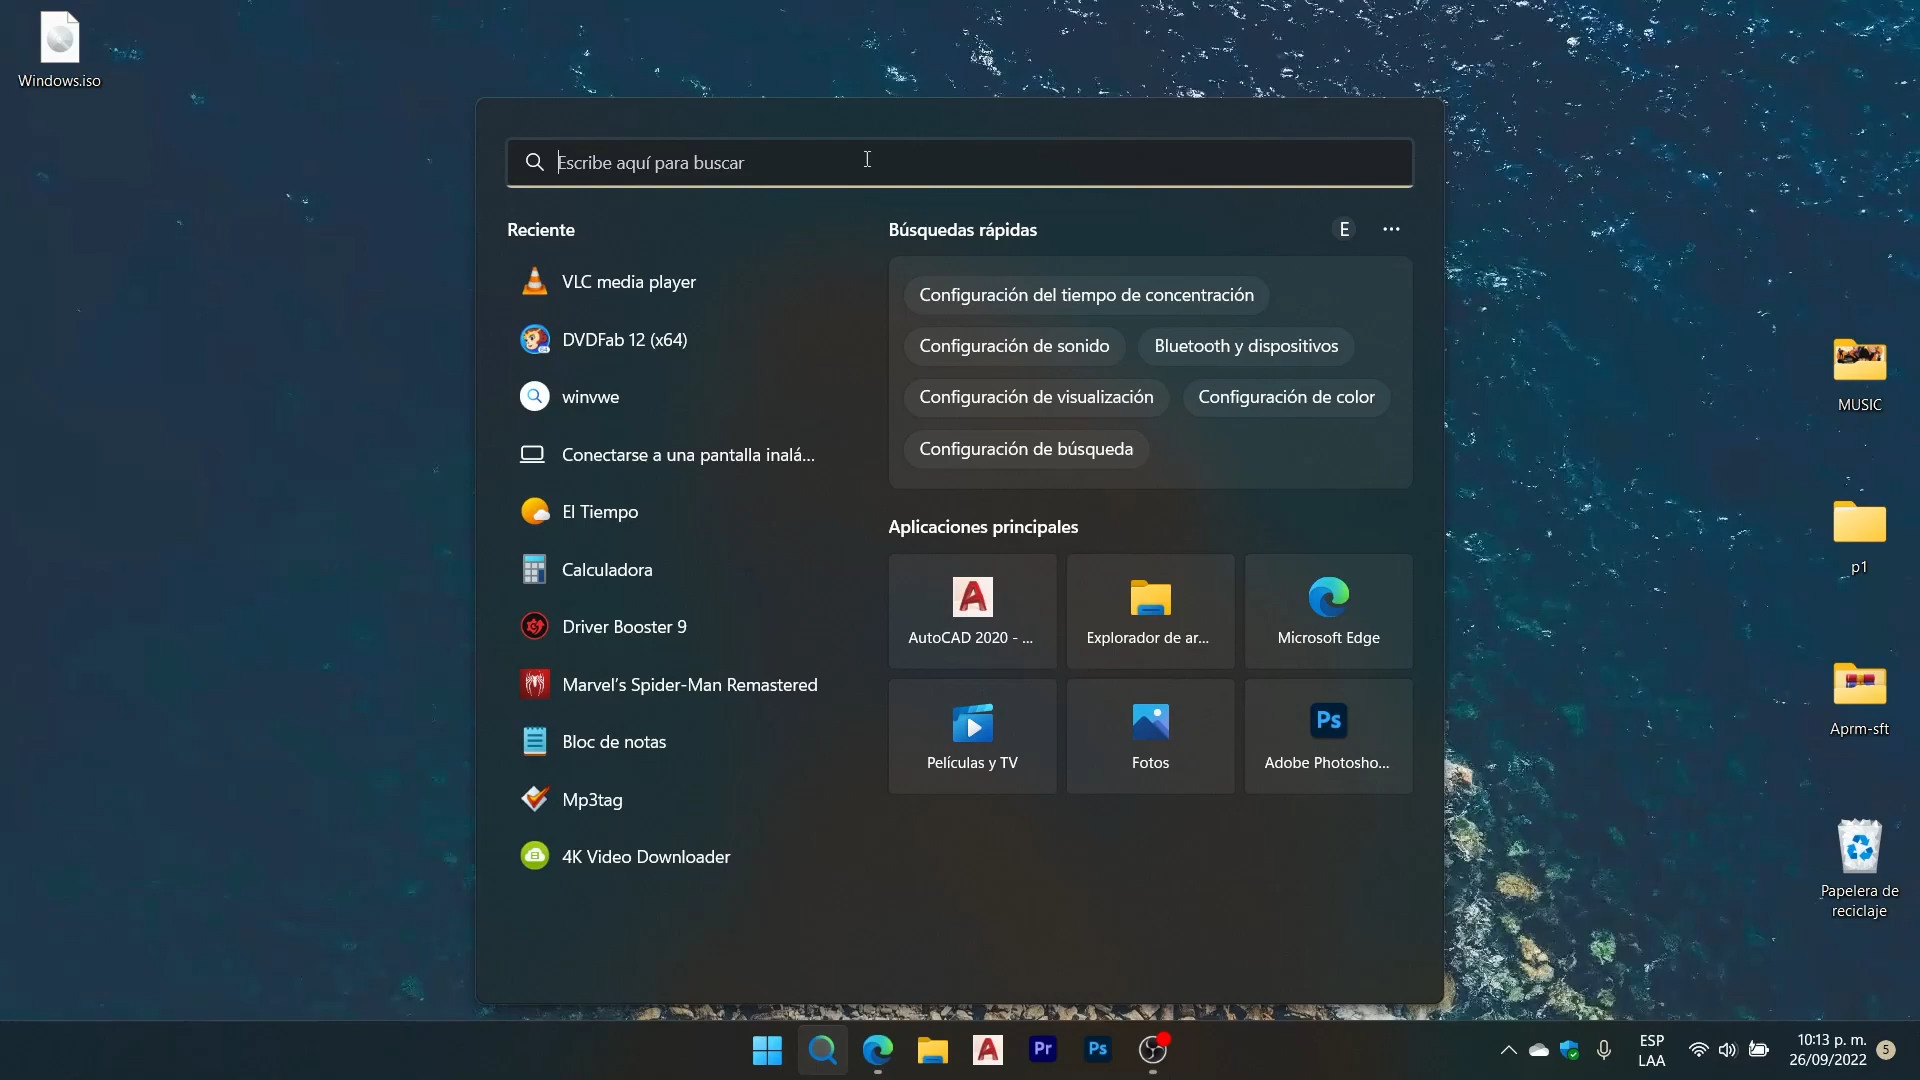 Windows.iso
Escribe aquí para buscar
Reciente
VLC media player
DVDFab 12 (x64)
winvwe
Conectarse a una pantalla inalá...
El Tiempo
Calculadora
Driver Booster 9
Marvel's Spider-Man Remastered
Bloc de notas
Mp3tag
4K Video Downloader
Búsquedas rápidas
E
Configuración del tiempo de concentración
Configuración de sonido
Bluetooth y dispositivos
Configuración de visualización
Configuración de color
Configuración de búsqueda
Aplicaciones principales
AutoCAD 2020 - ...
Explorador de ar...
Microsoft Edge
Películas y TV
Fotos
Ps
Adobe Photosho...
MUSIC
p1
Aprm-sft
Papelera de
reciclaje
Pr
Ps
ESP
LAA
10:13 p. m.
26/09/2022
5